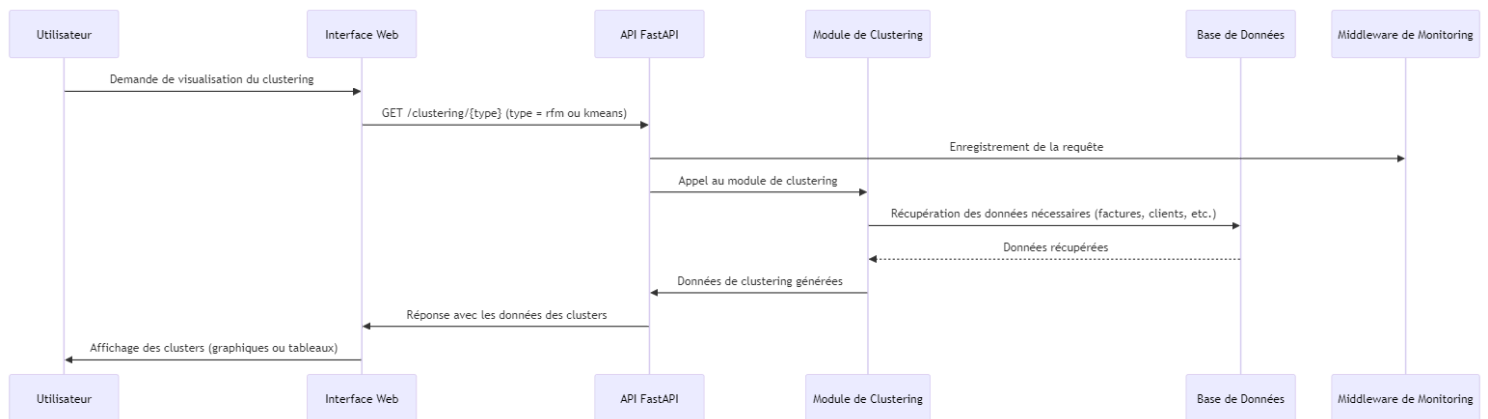 Utilisateur
Interface Web
API FastAPI
Module de Clustering
Base de Données
Middleware de Monitoring
Demande de visualisation du clustering
GET /clustering/{type} (type = rfm ou kmeans)
Enregistrement de la requête
Appel au module de clustering
Récupération des données nécessaires (factures, clients, etc.)
Données récupérées
Données de clustering générées
Réponse avec les données des clusters
Affichage des clusters (graphiques ou tableaux)
Utilisateur
Interface Web
API FastAPI
Module de Clustering
Base de Données
Middleware de Monitoring